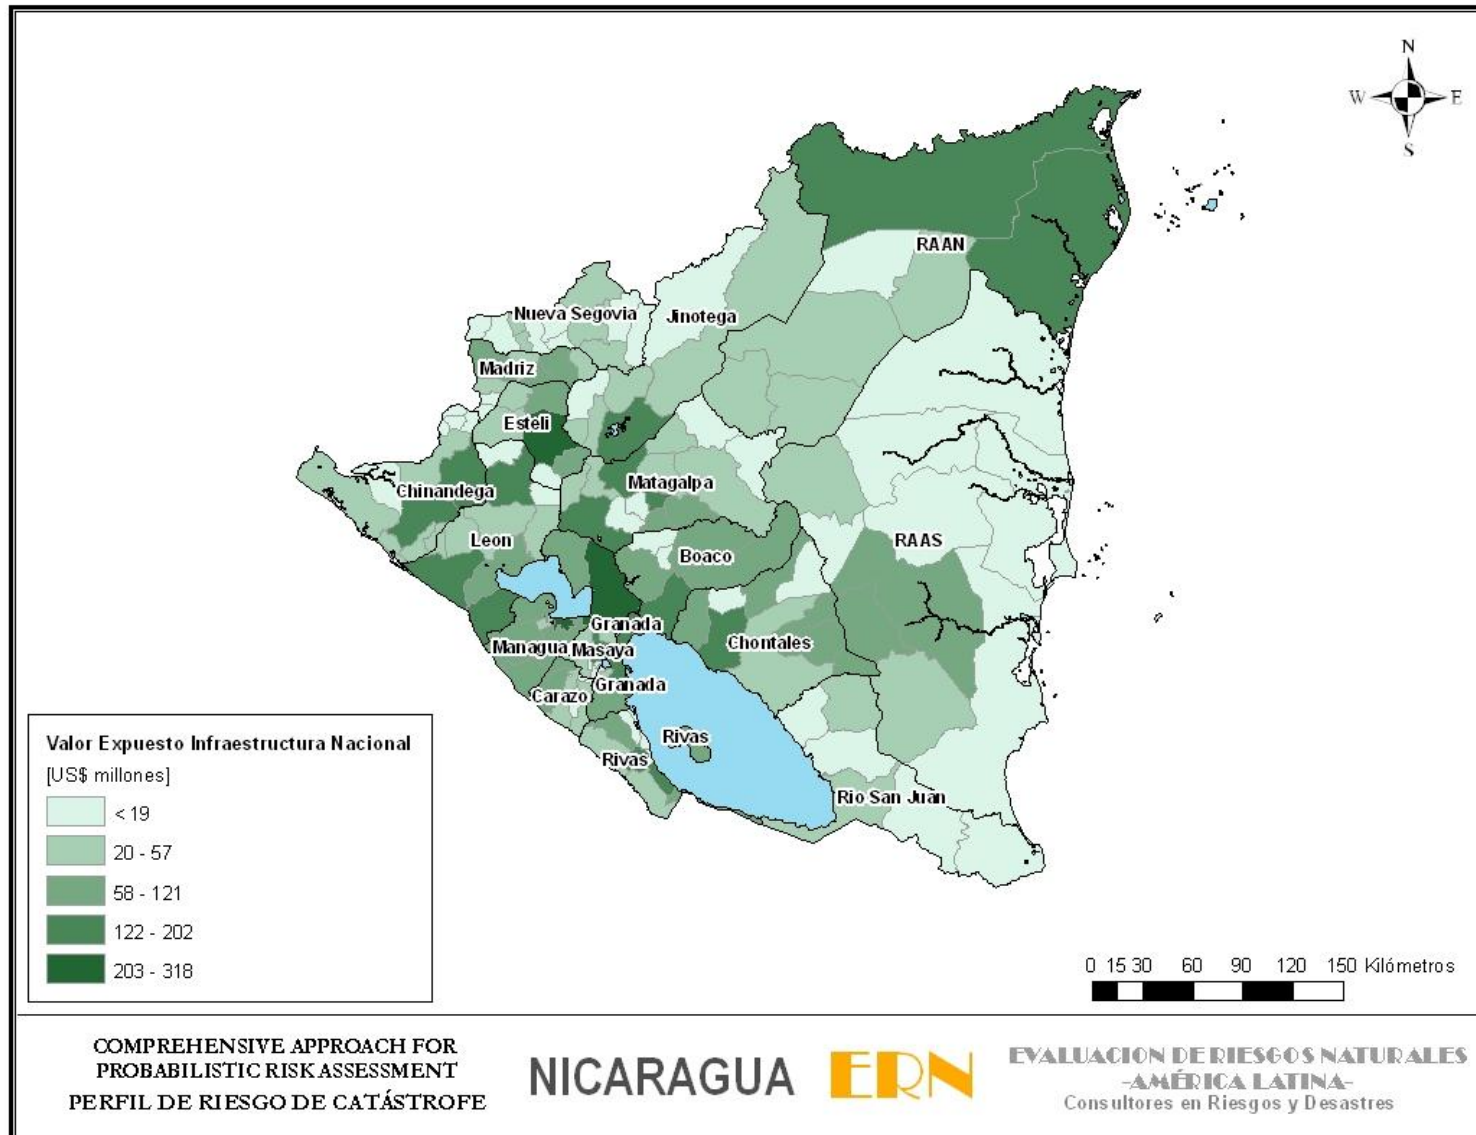 N
W E
S
RAAN
Nueva Segovia
Jinotega
Madriz
Esteli
Chinandega
Matagalpa
Leon
RAAS
Boaco
Granada
Chontales
Managua
Masaya
Granada
Carazo
Rivas
Rivas
Rio San Juan
Valor Expuesto Infraestructura Nacional
[US$ millones]
< 19
20 - 57
58 - 121
122 - 202
203 - 318
0 15 30 60 90 120 150 Kilómetros
COMPREHENSIVE APPROACH FOR
PROBABILISTIC RISK ASSESSMENT
PERFIL DE RIESGO DE CATÁSTROFE
NICARAGUA
ERN
EVALUACION DE RIESGOS NATURALES
-AMÉRICA LATINA-
Consultores en Riesgos y Desastres